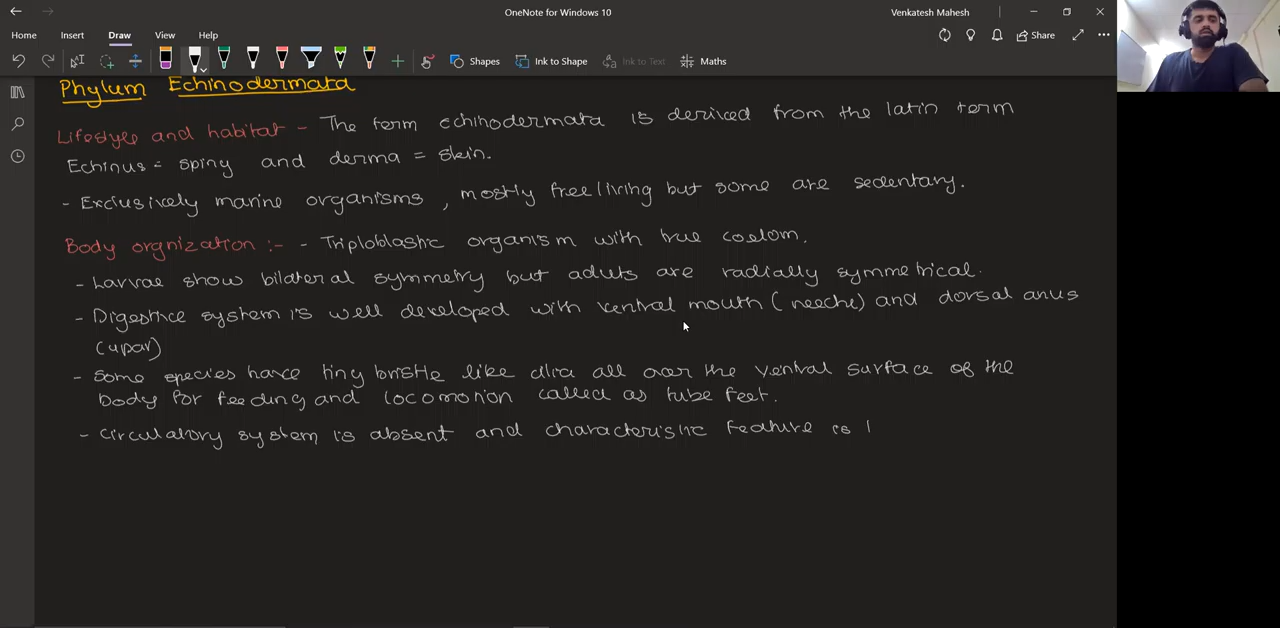 OneNote for Windows 10
Venkatesh Mahesh
Home Insert Draw View Help
Share
Shapes Ink to Shape Ink to Text Maths
Phylum Echinodermata
Lifestyle and habitat - The term echinodermata is derived from the latin term
Echinus = spiny and derma = skin.
- Exclusively marine organisms, mostly free living but some are sedentary.
Body orgnization :- - Triploblastic organism with true coelom.
- Larvae show bilateral symmetry but adults are radially symmetrical.
- Digestive system is well developed with ventral mouth (neeche) and dorsal anus
(upar)
- Some species have tiny bristle like cilia all over the ventral surface of the
body for feeding and locomotion called as tube feet.
- Circulatory system is absent and characteristic feature is